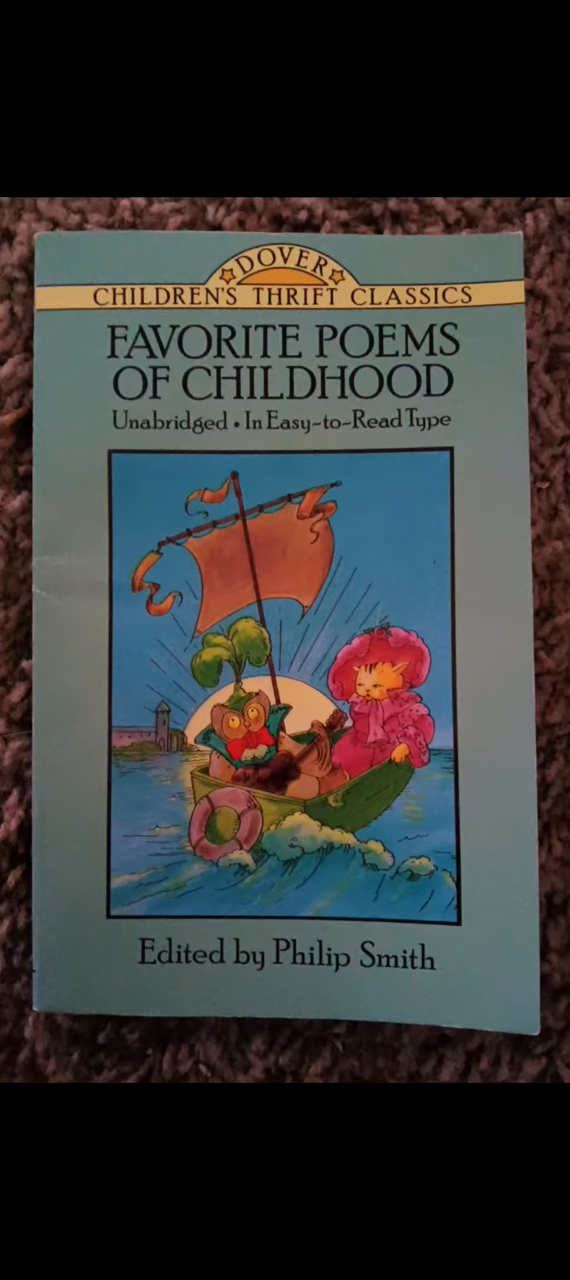 DOVER
CHILDREN'S THRIFT CLASSICS
FAVORITE POEMS
OF CHILDHOOD
Unabridged • In Easy-to-Read Type
Edited by Philip Smith